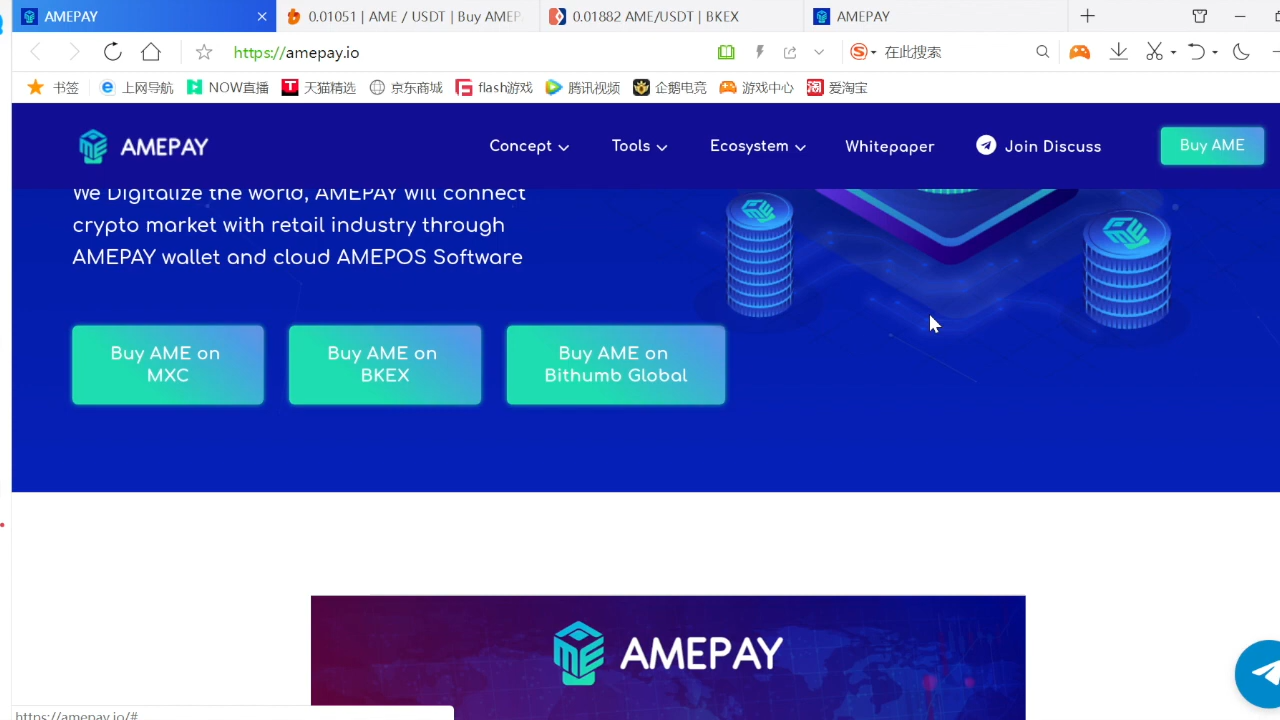 AMEPAY
0.01051 | AME / USDT | Buy AMEP
0.01882 AME/USDT | BKEX
AMEPAY
https://amepay.io
在此搜索
书签
上网导航
NOW直播
天猫精选
京东商城
flash游戏
腾讯视频
企鹅电竞
游戏中心
爱淘宝
AMEPAY
Concept
Tools
Ecosystem
Whitepaper
Join Discuss
Buy AME
We Digitalize the world, AMEPAY will connect
crypto market with retail industry through
AMEPAY wallet and cloud AMEPOS Software
Buy AME on
MXC
Buy AME on
BKEX
Buy AME on
Bithumb Global
AMEPAY
https://amepay.io/#